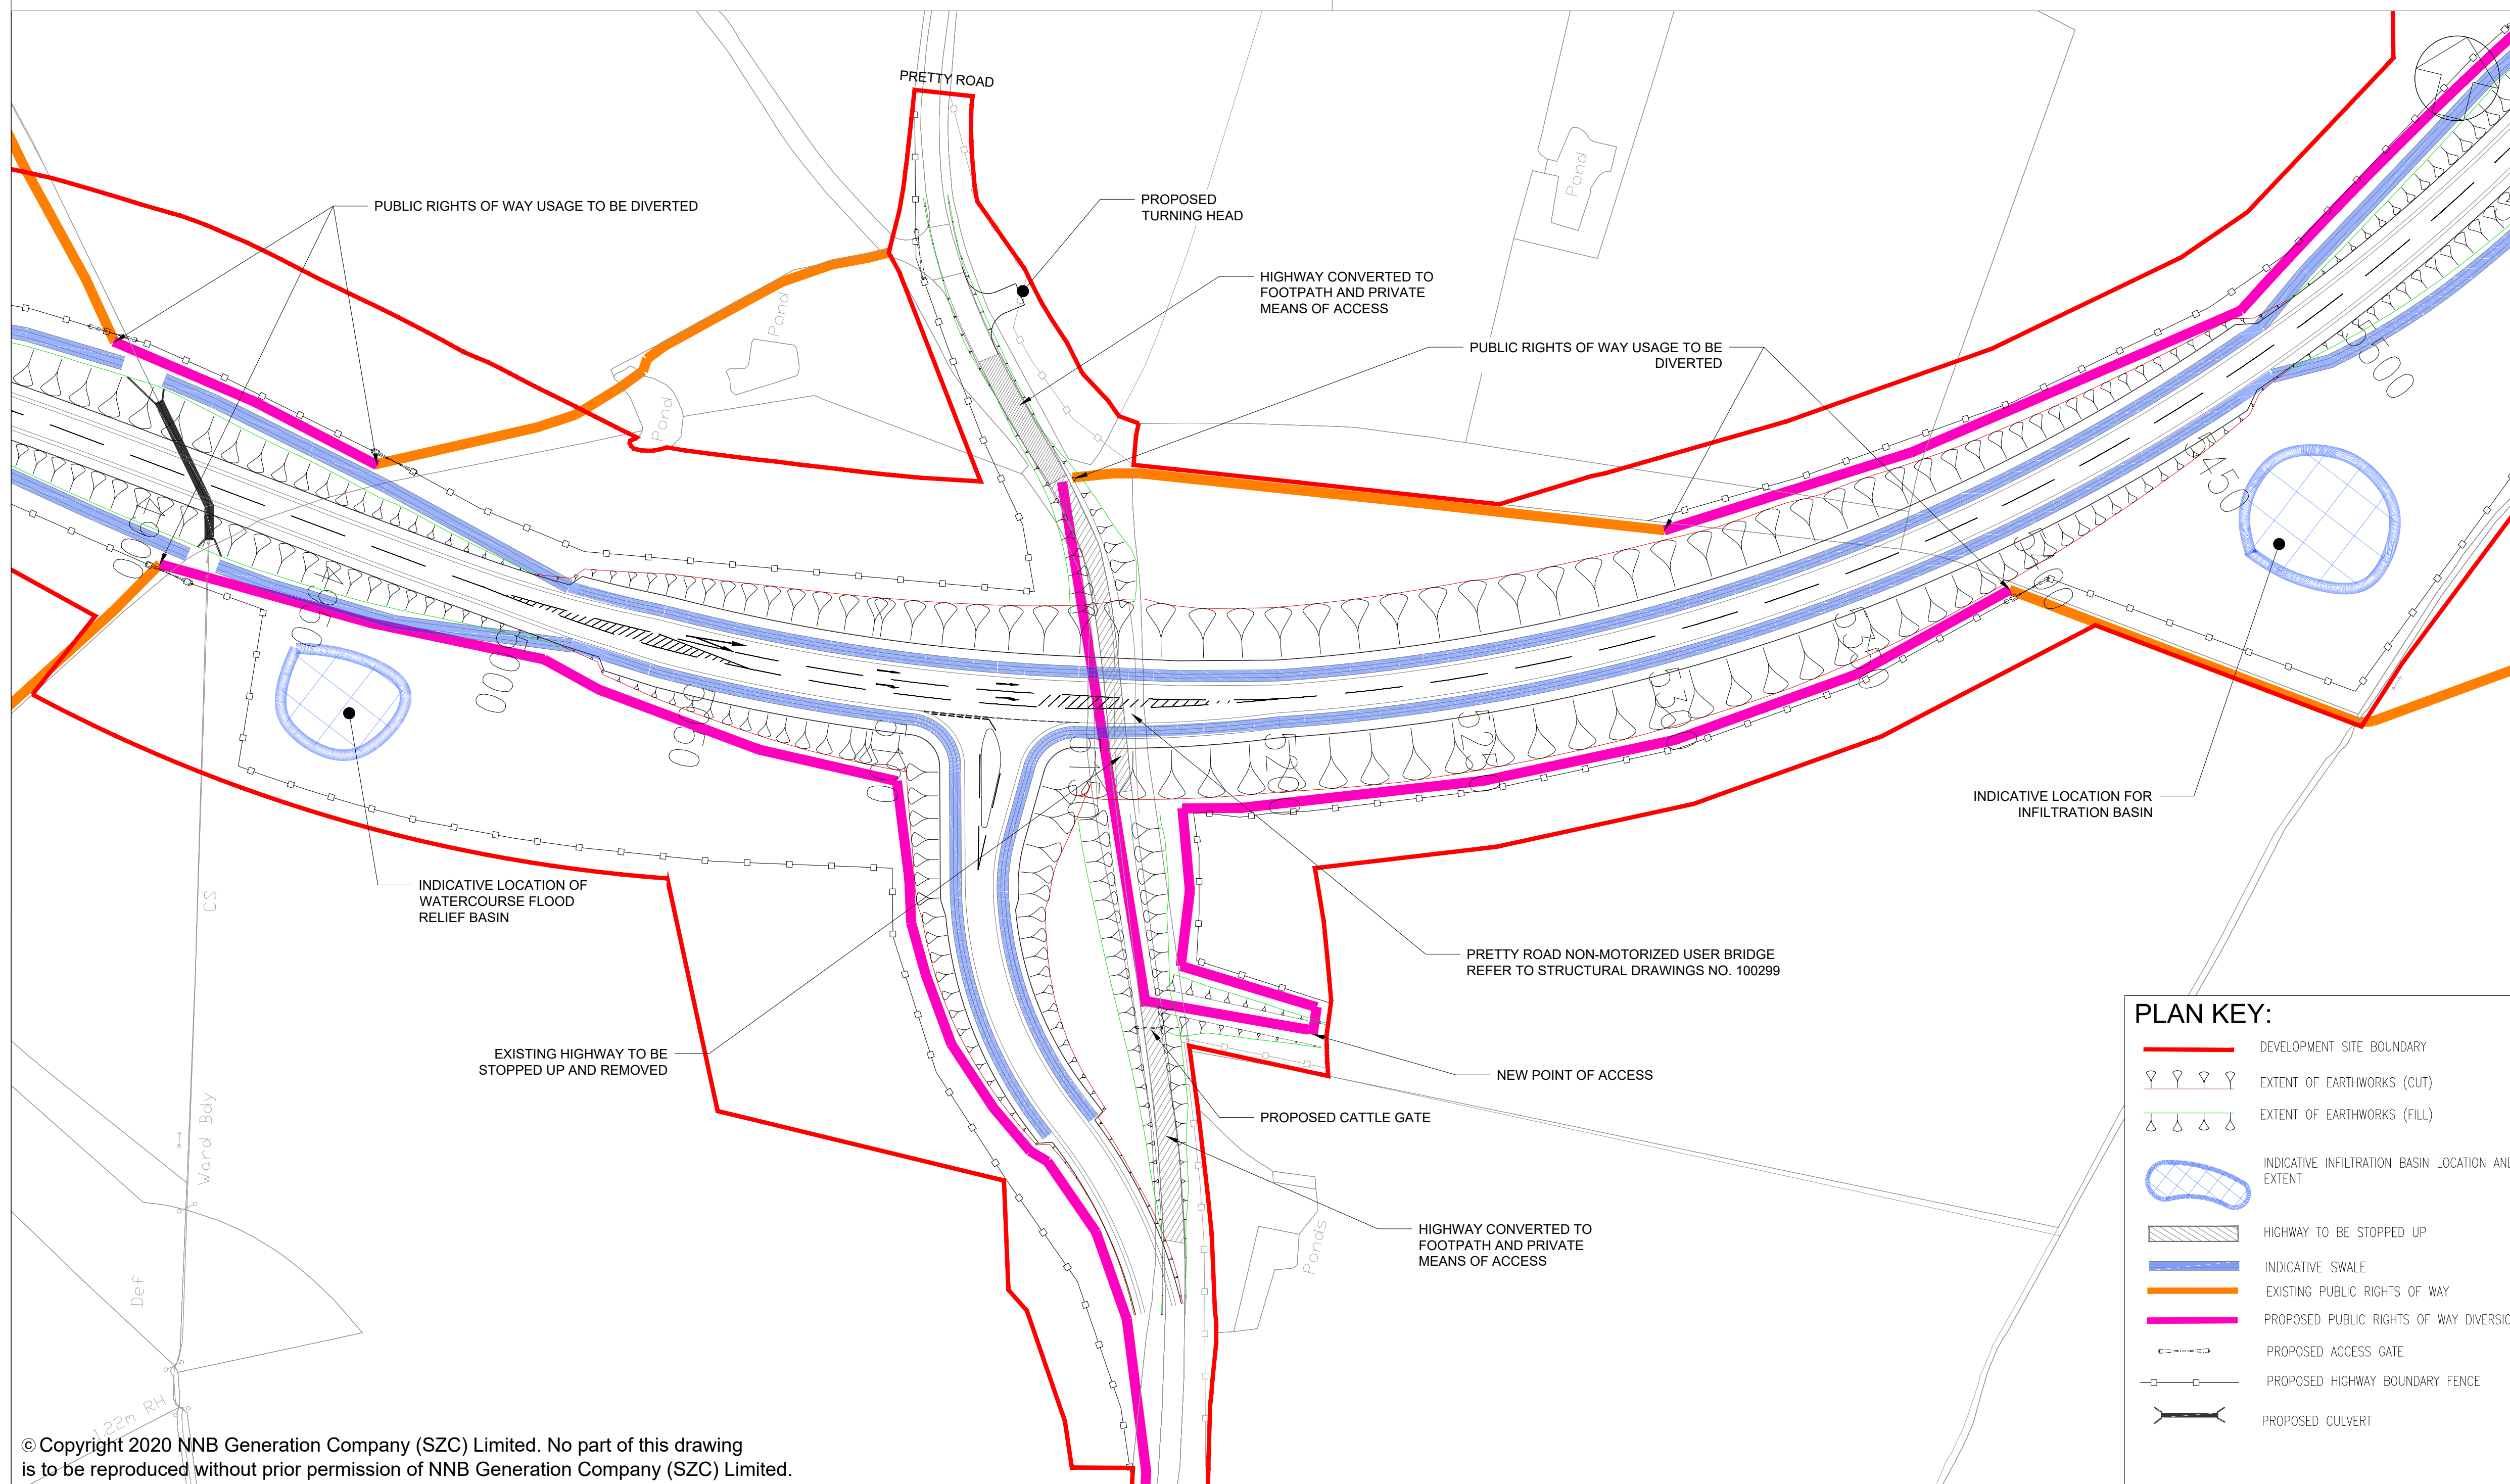 PRETTY ROAD
PUBLIC RIGHTS OF WAY USAGE TO BE DIVERTED
PROPOSED
TURNING HEAD
HIGHWAY CONVERTED TO
FOOTPATH AND PRIVATE
MEANS OF ACCESS
PUBLIC RIGHTS OF WAY USAGE TO BE
DIVERTED
Pond
Pond
Pond
INDICATIVE LOCATION FOR
INFILTRATION BASIN
INDICATIVE LOCATION OF
WATERCOURSE FLOOD
RELIEF BASIN
PRETTY ROAD NON-MOTORIZED USER BRIDGE
REFER TO STRUCTURAL DRAWINGS NO. 100299
EXISTING HIGHWAY TO BE
STOPPED UP AND REMOVED
NEW POINT OF ACCESS
PROPOSED CATTLE GATE
HIGHWAY CONVERTED TO
FOOTPATH AND PRIVATE
MEANS OF ACCESS
Ponds
CS
Ward Bdy
Def
1.22m RH
PLAN KEY:
DEVELOPMENT SITE BOUNDARY
EXTENT OF EARTHWORKS (CUT)
EXTENT OF EARTHWORKS (FILL)
INDICATIVE INFILTRATION BASIN LOCATION AND
EXTENT
HIGHWAY TO BE STOPPED UP
INDICATIVE SWALE
EXISTING PUBLIC RIGHTS OF WAY
PROPOSED PUBLIC RIGHTS OF WAY DIVERSIO
PROPOSED ACCESS GATE
PROPOSED HIGHWAY BOUNDARY FENCE
PROPOSED CULVERT
© Copyright 2020 NNB Generation Company (SZC) Limited. No part of this drawing
is to be reproduced without prior permission of NNB Generation Company (SZC) Limited.